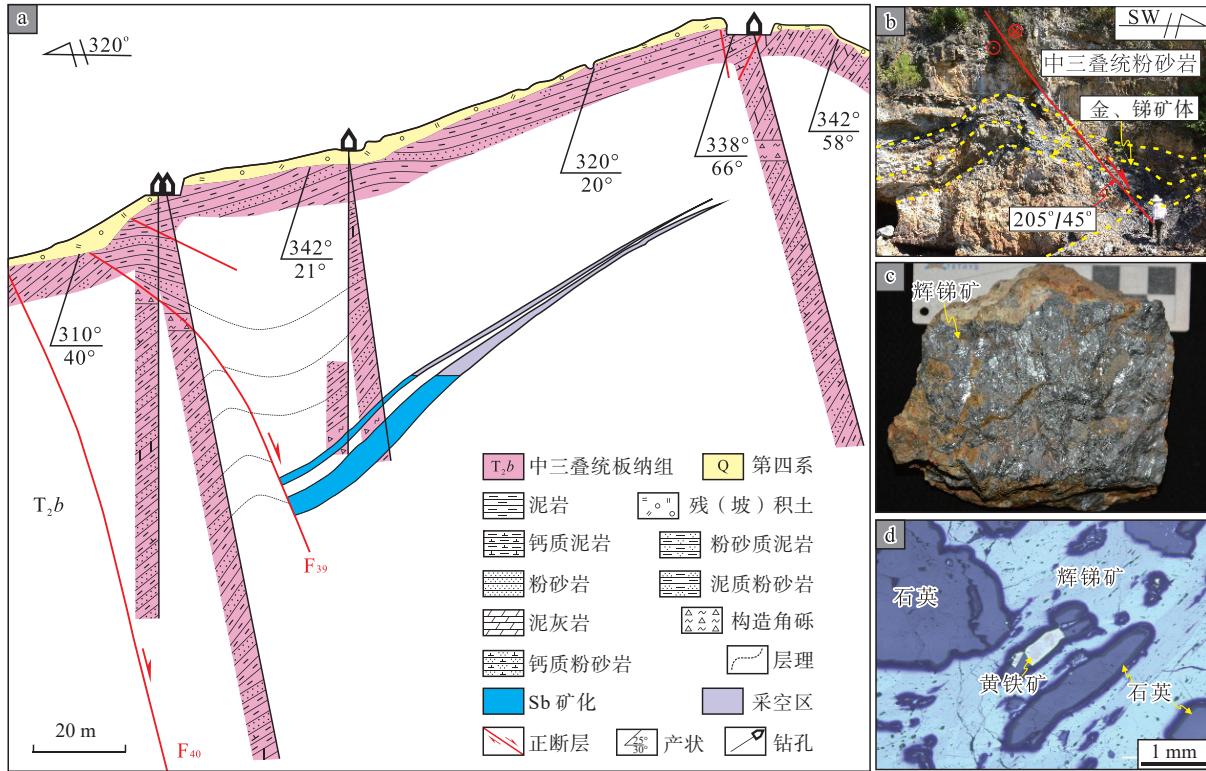 a
320°
338°
66°
342°
58°
320°
20°
342°
21°
310°
40°
T₂b
F₃₉
F₄₀
20 m
T₂b 中三叠统板纳组
Q 第四系
泥岩
残（坡）积土
钙质泥岩
粉砂质泥岩
粉砂岩
泥质粉砂岩
泥灰岩
构造角砾
钙质粉砂岩
层理
Sb 矿化
采空区
正断层
25°
30°
产状
钻孔
b
SW
中三叠统粉砂岩
金、锑矿体
205°/45°
c
辉锑矿
d
辉锑矿
石英
黄铁矿
石英
1 mm